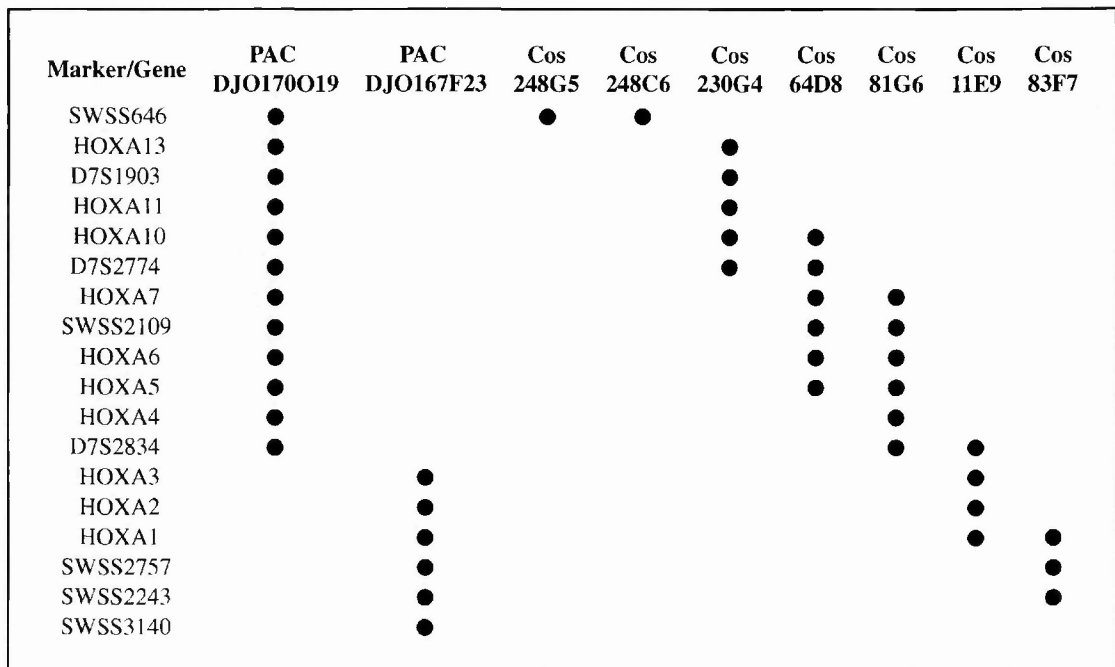 Marker/Gene PAC DJO170O19 PAC DJO167F23 Cos 248G5 Cos 248C6 Cos 230G4 Cos 64D8 Cos 81G6 Cos 11E9 Cos 83F7
SWSS646 ● ● ●
HOXA13 ● ●
D7S1903 ● ●
HOXA11 ● ●
HOXA10 ● ● ●
D7S2774 ● ● ●
HOXA7 ● ● ●
SWSS2109 ● ● ●
HOXA6 ● ● ●
HOXA5 ● ● ●
HOXA4 ● ●
D7S2834 ● ● ●
HOXA3 ● ●
HOXA2 ● ●
HOXA1 ● ● ●
SWSS2757 ● ●
SWSS2243 ● ●
SWSS3140 ●